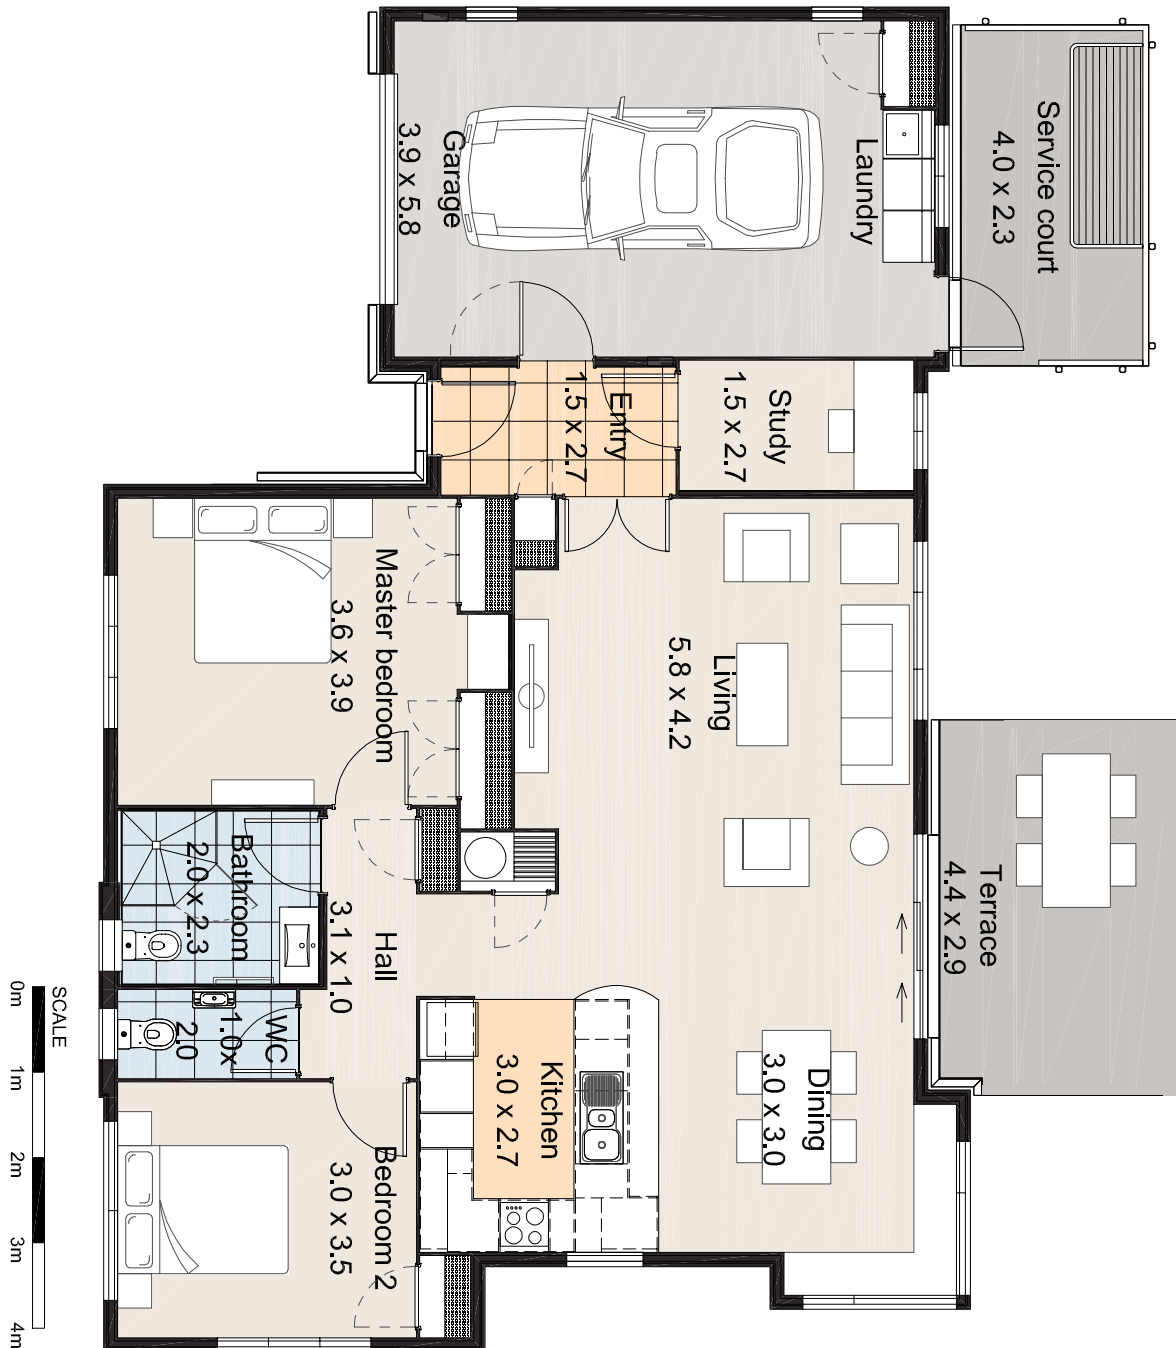 Service court
4.0 x 2.3
Laundry
Garage
3.9 x 5.8
Study
1.5 x 2.7
Entry
1.5 x 2.7
Living
5.8 x 4.2
Master bedroom
3.6 x 3.9
Terrace
4.4 x 2.9
Bathroom
2.0 x 2.3
Hall
3.1 x 1.0
WC
1.0x
2.0
Kitchen
3.0 x 2.7
Dining
3.0 x 3.0
Bedroom 2
3.0 x 3.5
SCALE
0m 1m 2m 3m 4m